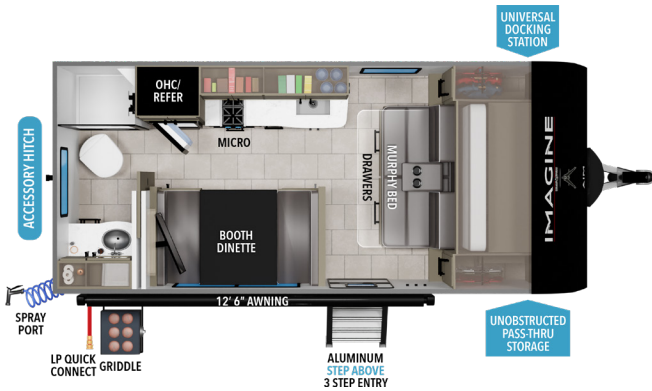 UNIVERSAL
DOCKING
STATION
OHC/
REFER
MICRO
ACCESSORY HITCH
DRAWERS
MURPHY BED
IMAGINE
AIM
BOOTH
DINETTE
12' 6" AWNING
SPRAY
PORT
LP QUICK
CONNECT
GRIDDLE
ALUMINUM
STEP ABOVE
3 STEP ENTRY
UNOBSTRUCTED
PASS-THRU
STORAGE